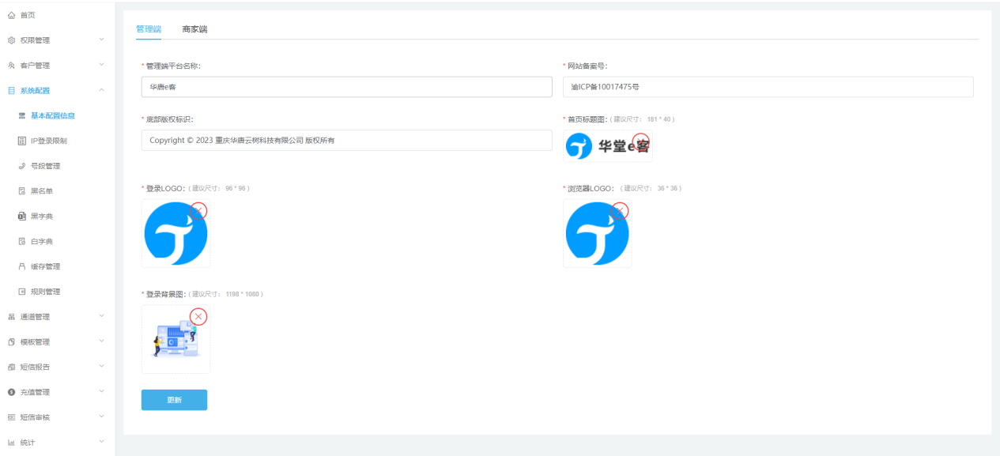 首页
权限管理
客户管理
系统配置
基本配置信息
IP登录限制
号段管理
黑名单
黑字典
白字典
缓存管理
规则管理
通道管理
模板管理
短信报告
充值管理
短信审核
统计
管理端 商家端
* 管理端平台名称:
华唐e客
* 网站备案号:
渝ICP备10017475号
* 底部版权标识:
Copyright © 2023 重庆华唐云树科技有限公司 版权所有
* 首页标题图:(建议尺寸: 181 * 40)
华堂e客
* 登录LOGO:(建议尺寸: 96 * 96)
* 浏览器LOGO: (建议尺寸: 36 * 36)
* 登录背景图:(建议尺寸: 1198 * 1080)
更新